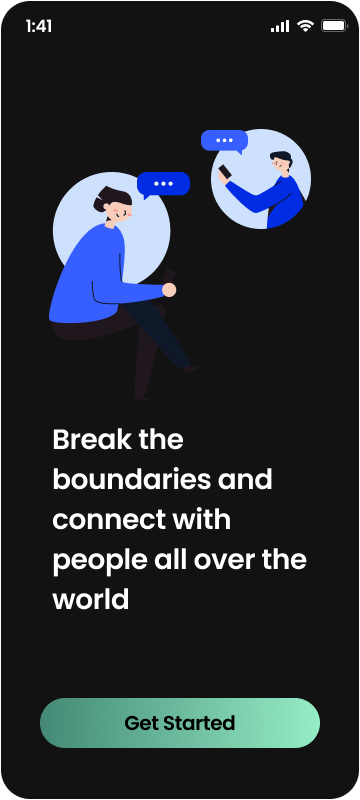 1:41
Break the
boundaries and
connect with
people all over the
world
Get Started